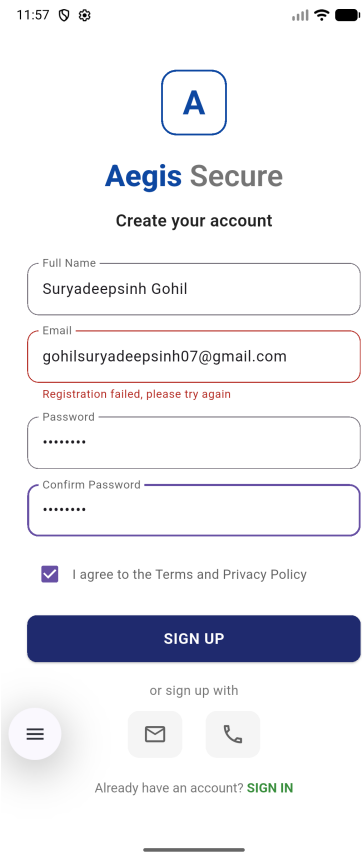 11:57
A
Aegis Secure
Create your account
Full Name
Suryadeepsinh Gohil
Email
gohilsuryadeepsinh07@gmail.com
Registration failed, please try again
Password
••••••••
Confirm Password
••••••••
I agree to the Terms and Privacy Policy
SIGN UP
or sign up with
Already have an account? SIGN IN